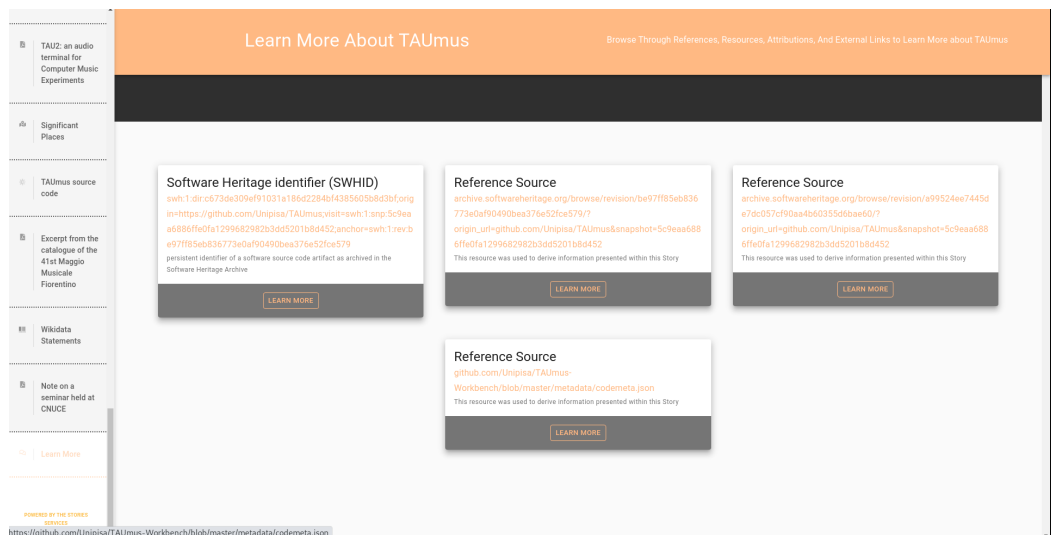 Learn More About TAUmus
Browse Through References, Resources, Attributions, And External Links to Learn More about TAUmus
TAU2: an audio
terminal for
Computer Music
Experiments
Significant
Places
TAUmus source
code
Excerpt from the
catalogue of the
41st Maggio
Musicale
Fiorentino
Wikidata
Statements
Note on a
seminar held at
CNUCE
Learn More
POWERED BY THE STORIES
SERVICES
Software Heritage identifier (SWHID)
swh:1:dir:c673de309ef91031a186d2284bf4385605b8d3bf;orig
in=https://github.com/Unipisa/TAUmus;visit=swh:1:snp:5c9eea
a6886ffe0fa1299682982b3dd5201b8d452;anchor=swh:1:rev:b
e97ff85eb836773e0af90490bea376e52fce579
persistent identifier of a software source code artifact as archived in the
Software Heritage Archive
LEARN MORE
Reference Source
archive.softwareheritage.org/browse/revision/be97ff85eb836
773e0af90490bea376e52fce579/?
origin_url=github.com/Unipisa/TAUmus&snapshot=5c9eaa688
6ffe0fa1299682982b3dd5201b8d452
This resource was used to derive information presented within this Story
LEARN MORE
Reference Source
archive.softwareheritage.org/browse/revision/a99524ee7445d
e7dc057cf90aa4b60355d6bae60/?
origin_url=github.com/Unipisa/TAUmus&snapshot=5c9eaa688
6ffe0fa1299682982b3dd5201b8d452
This resource was used to derive information presented within this Story
LEARN MORE
Reference Source
github.com/Unipisa/TAUmus-
Workbench/blob/master/metadata/codemeta.json
This resource was used to derive information presented within this Story
LEARN MORE
https://github.com/Unipisa/TAUmus-Workbench/blob/master/metadata/codemeta.json